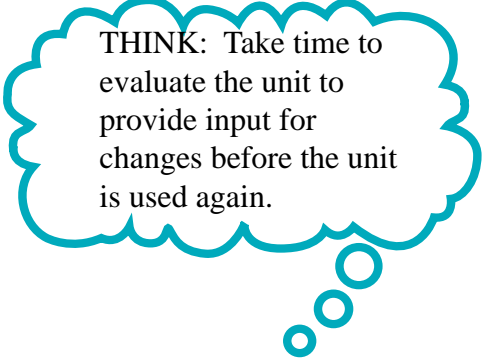 THINK:  Take time to
evaluate the unit to
provide input for
changes before the unit
is used again.